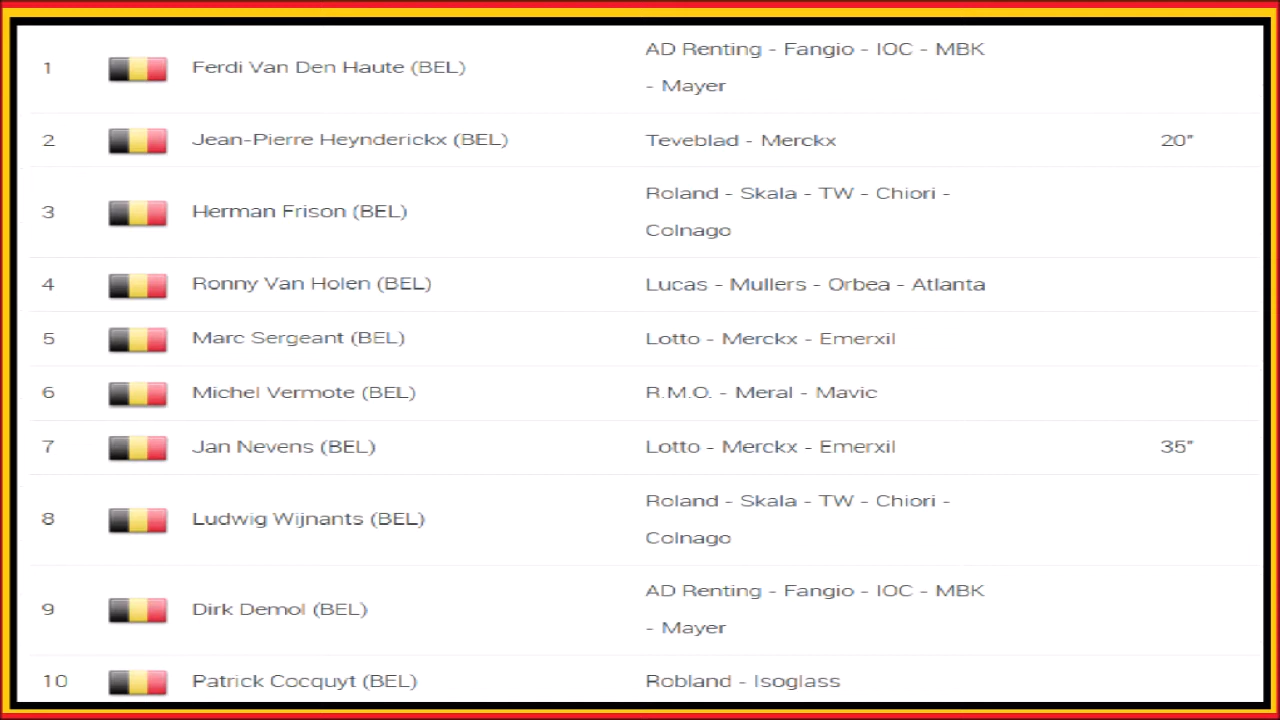 1 Ferdi Van Den Haute (BEL) AD Renting - Fangio - IOC - MBK
- Mayer
2 Jean-Pierre Heynderickx (BEL) Teveblad - Merckx 20”
3 Herman Frison (BEL) Roland - Skala - TW - Chiori -
Colnago
4 Ronny Van Holen (BEL) Lucas - Mullers - Orbea - Atlanta
5 Marc Sergeant (BEL) Lotto - Merckx - Emerxil
6 Michel Vermote (BEL) R.M.O. - Meral - Mavic
7 Jan Nevens (BEL) Lotto - Merckx - Emerxil 35”
8 Ludwig Wijnants (BEL) Roland - Skala - TW - Chiori -
Colnago
9 Dirk Demol (BEL) AD Renting - Fangio - IOC - MBK
- Mayer
10 Patrick Cocquyt (BEL) Robland - Isoglass